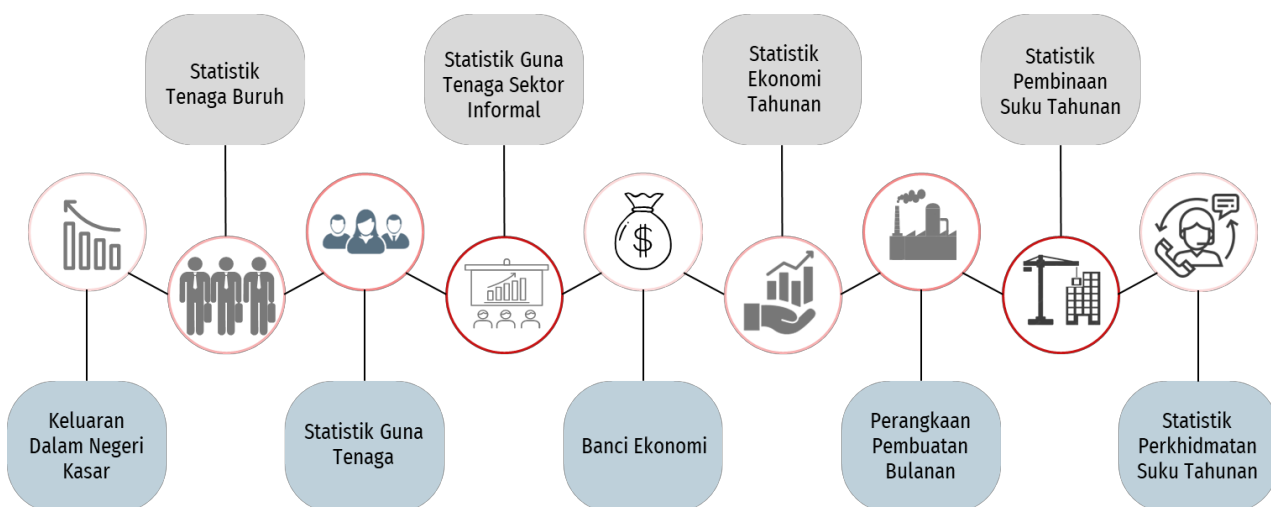 Statistik
Tenaga Buruh
Statistik Guna
Tenaga Sektor
Informal
Statistik
Ekonomi
Tahunan
Statistik
Pembinaan
Suku Tahunan
$
Keluaran
Dalam Negeri
Kasar
Statistik Guna
Tenaga
Banci Ekonomi
Perangkaan
Pembuatan
Bulanan
Statistik
Perkhidmatan
Suku Tahunan